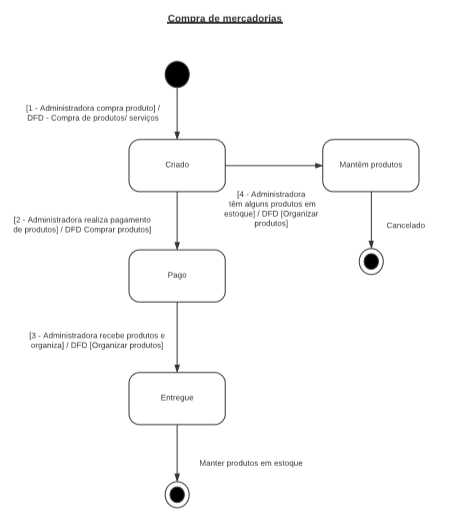 Compra de mercadorias
[1 - Administradora compra produto] /
DFD - Compra de produtos/ serviços
Criado
Mantêm produtos
[4 - Administradora
têm alguns produtos em
estoque] / DFD [Organizar
produtos]
[2 - Administradora realiza pagamento
de produtos] / DFD Comprar produtos]
Cancelado
Pago
[3 - Administradora recebe produtos e
organiza] / DFD [Organizar produtos]
Entregue
Manter produtos em estoque